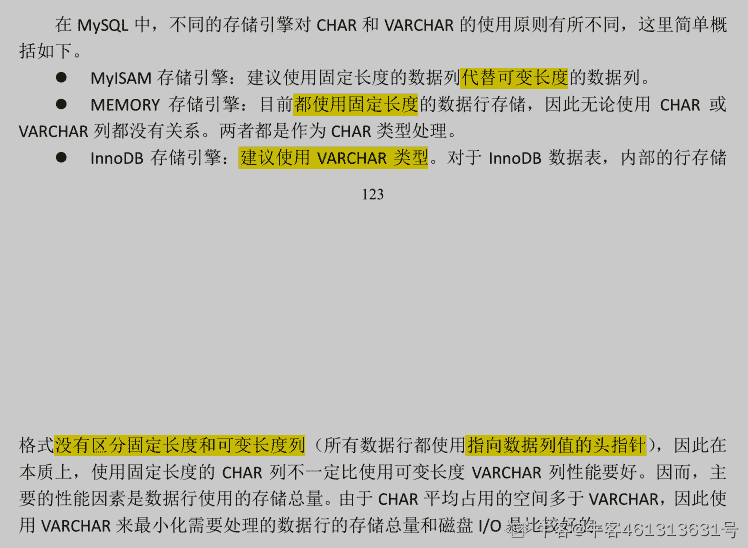 在 MySQL 中，不同的存储引擎对 CHAR 和 VARCHAR 的使用原则有所不同，这里简单概
括如下。
● MyISAM 存储引擎：建议使用固定长度的数据列代替可变长度的数据列。
● MEMORY 存储引擎：目前都使用固定长度的数据行存储，因此无论使用 CHAR 或
VARCHAR 列都没有关系。两者都是作为 CHAR 类型处理。
● InnoDB 存储引擎：建议使用 VARCHAR 类型。对于 InnoDB 数据表，内部的行存储
123
格式没有区分固定长度和可变长度列（所有数据行都使用指向数据列值的头指针），因此在
本质上，使用固定长度的 CHAR 列不一定比使用可变长度 VARCHAR 列性能要好。因而，主
要的性能因素是数据行使用的存储总量。由于 CHAR 平均占用的空间多于 VARCHAR，因此使
用 VARCHAR 来最小化需要处理的数据行的存储总量和磁盘 I/O 是比较好的。
牛客@牛客461313631号